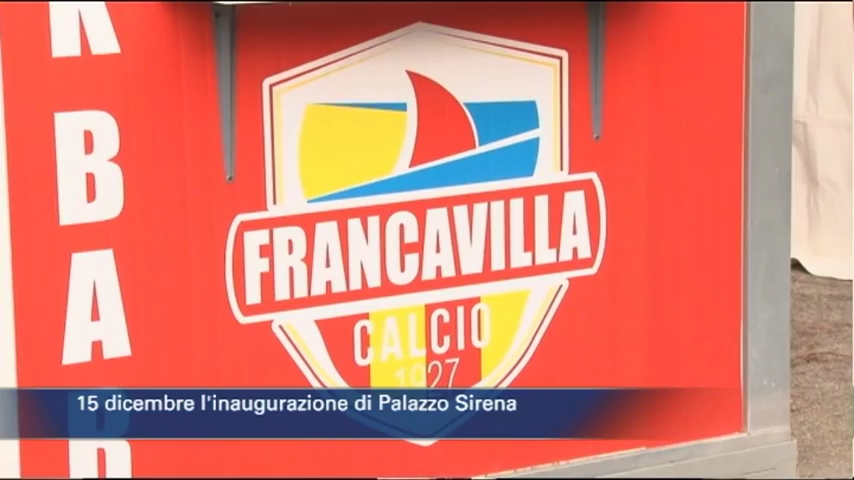 K
B
A
FRANCAVILLA
CALCIO
1927
15 dicembre l'inaugurazione di Palazzo Sirena